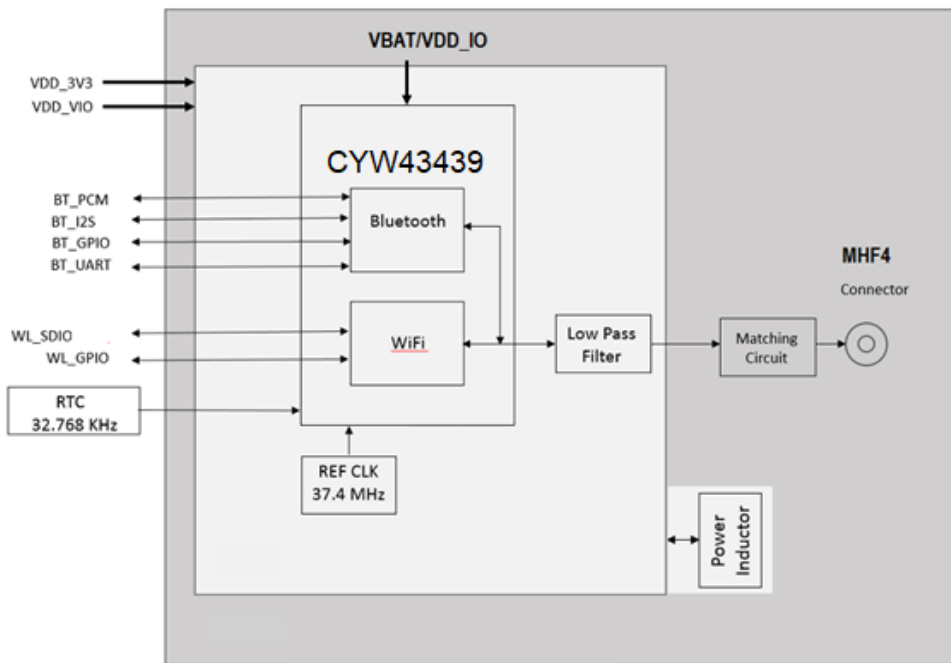 VBAT/VDD_IO
VDD_3V3
VDD_VIO
CYW43439
BT_PCM
BT_I2S
BT_GPIO
BT_UART
Bluetooth
MHF4
Connector
WL_SDIO
WL_GPIO
WiFi
Low Pass
Filter
Matching
Circuit
RTC
32.768 KHz
REF CLK
37.4 MHz
Power
Inductor